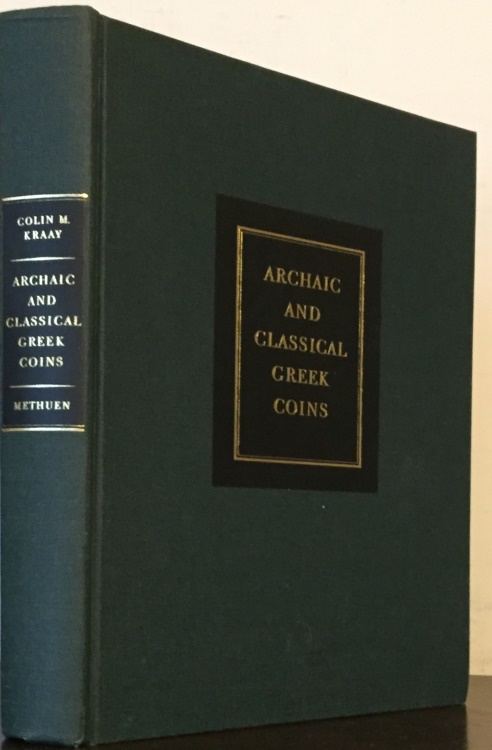 COLIN M.
KRAAY
ARCHAIC
AND
CLASSICAL
GREEK
COINS
METHUEN
ARCHAIC
AND
CLASSICAL
GREEK
COINS